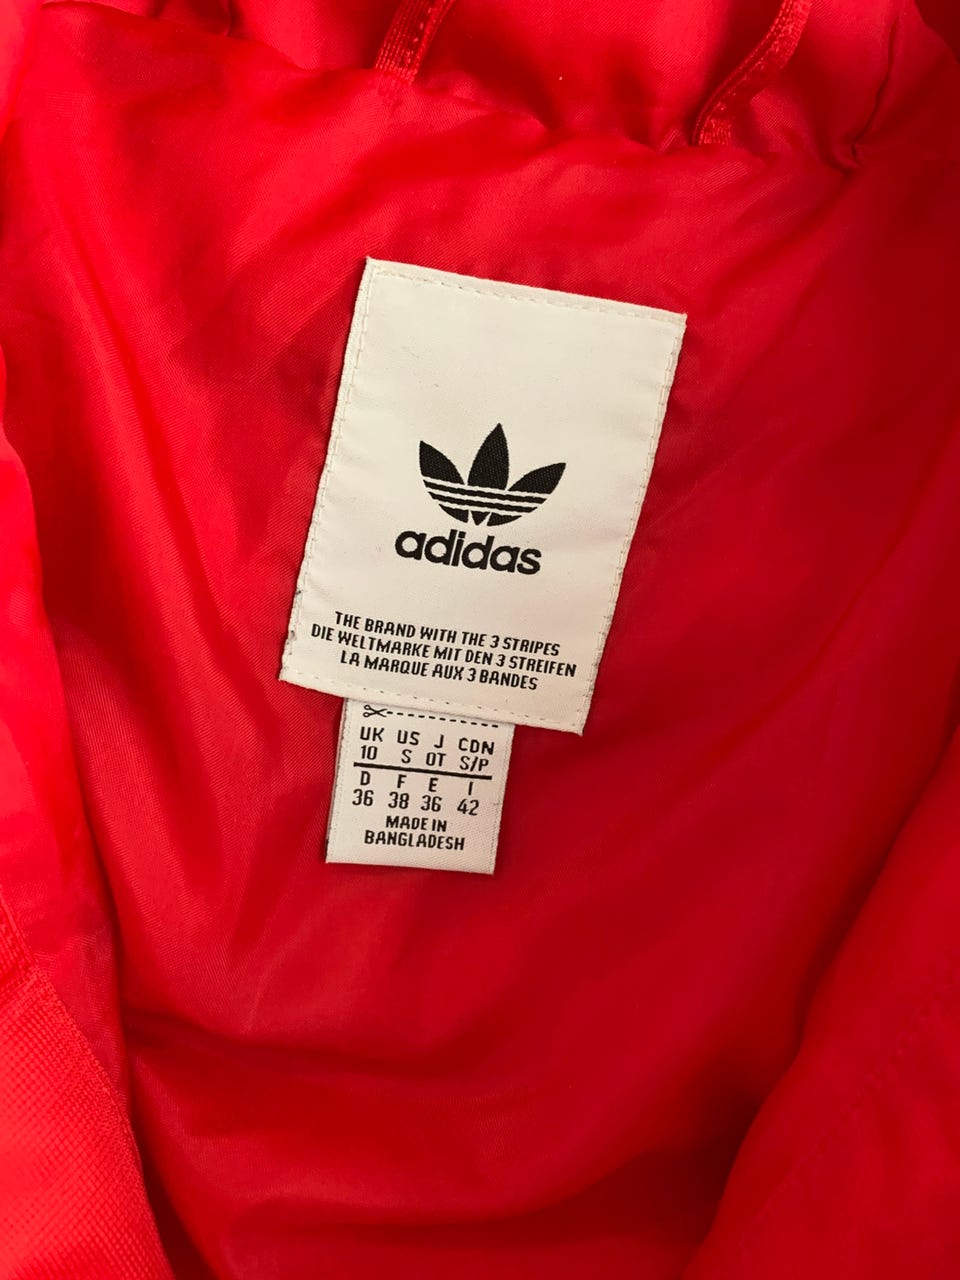 adidas
THE BRAND WITH THE 3 STRIPES
DIE WELTMARKE MIT DEN 3 STREIFEN
LA MARQUE AUX 3 BANDES
UK US J CDN
10 S OT S/P
D F E I
36 38 36 42
MADE IN
BANGLADESH